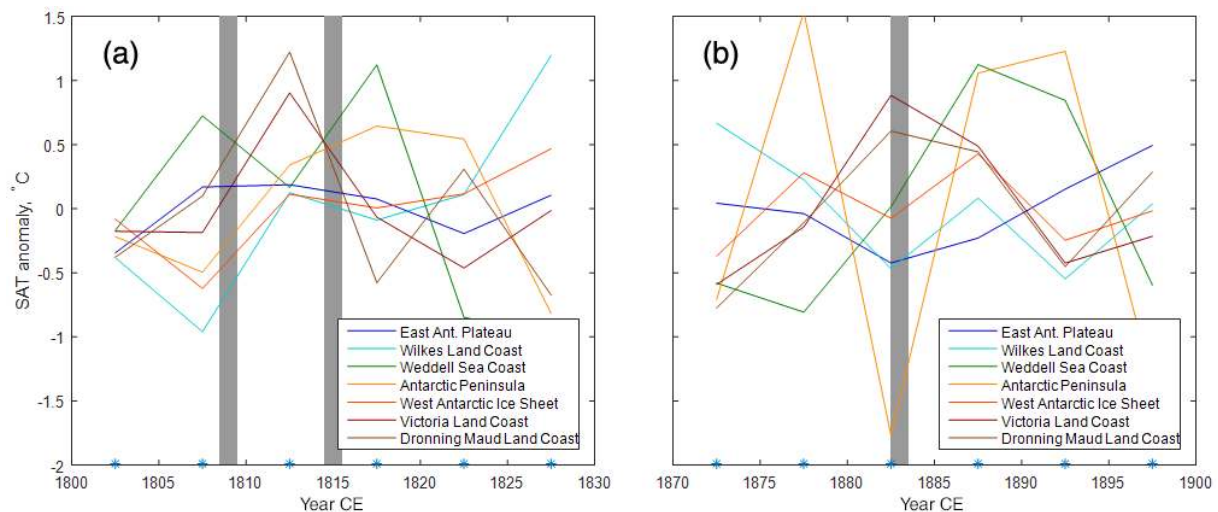 (a)
SAT anomaly, °C
1.5
1
0.5
0
-0.5
-1
-1.5
-2
1800 1805 1810 1815 1820 1825 1830
Year CE
East Ant. Plateau
Wilkes Land Coast
Weddell Sea Coast
Antarctic Peninsula
West Antarctic Ice Sheet
Victoria Land Coast
Dronning Maud Land Coast
(b)
1870 1875 1880 1885 1890 1895 1900
Year CE
East Ant. Plateau
Wilkes Land Coast
Weddell Sea Coast
Antarctic Peninsula
West Antarctic Ice Sheet
Victoria Land Coast
Dronning Maud Land Coast